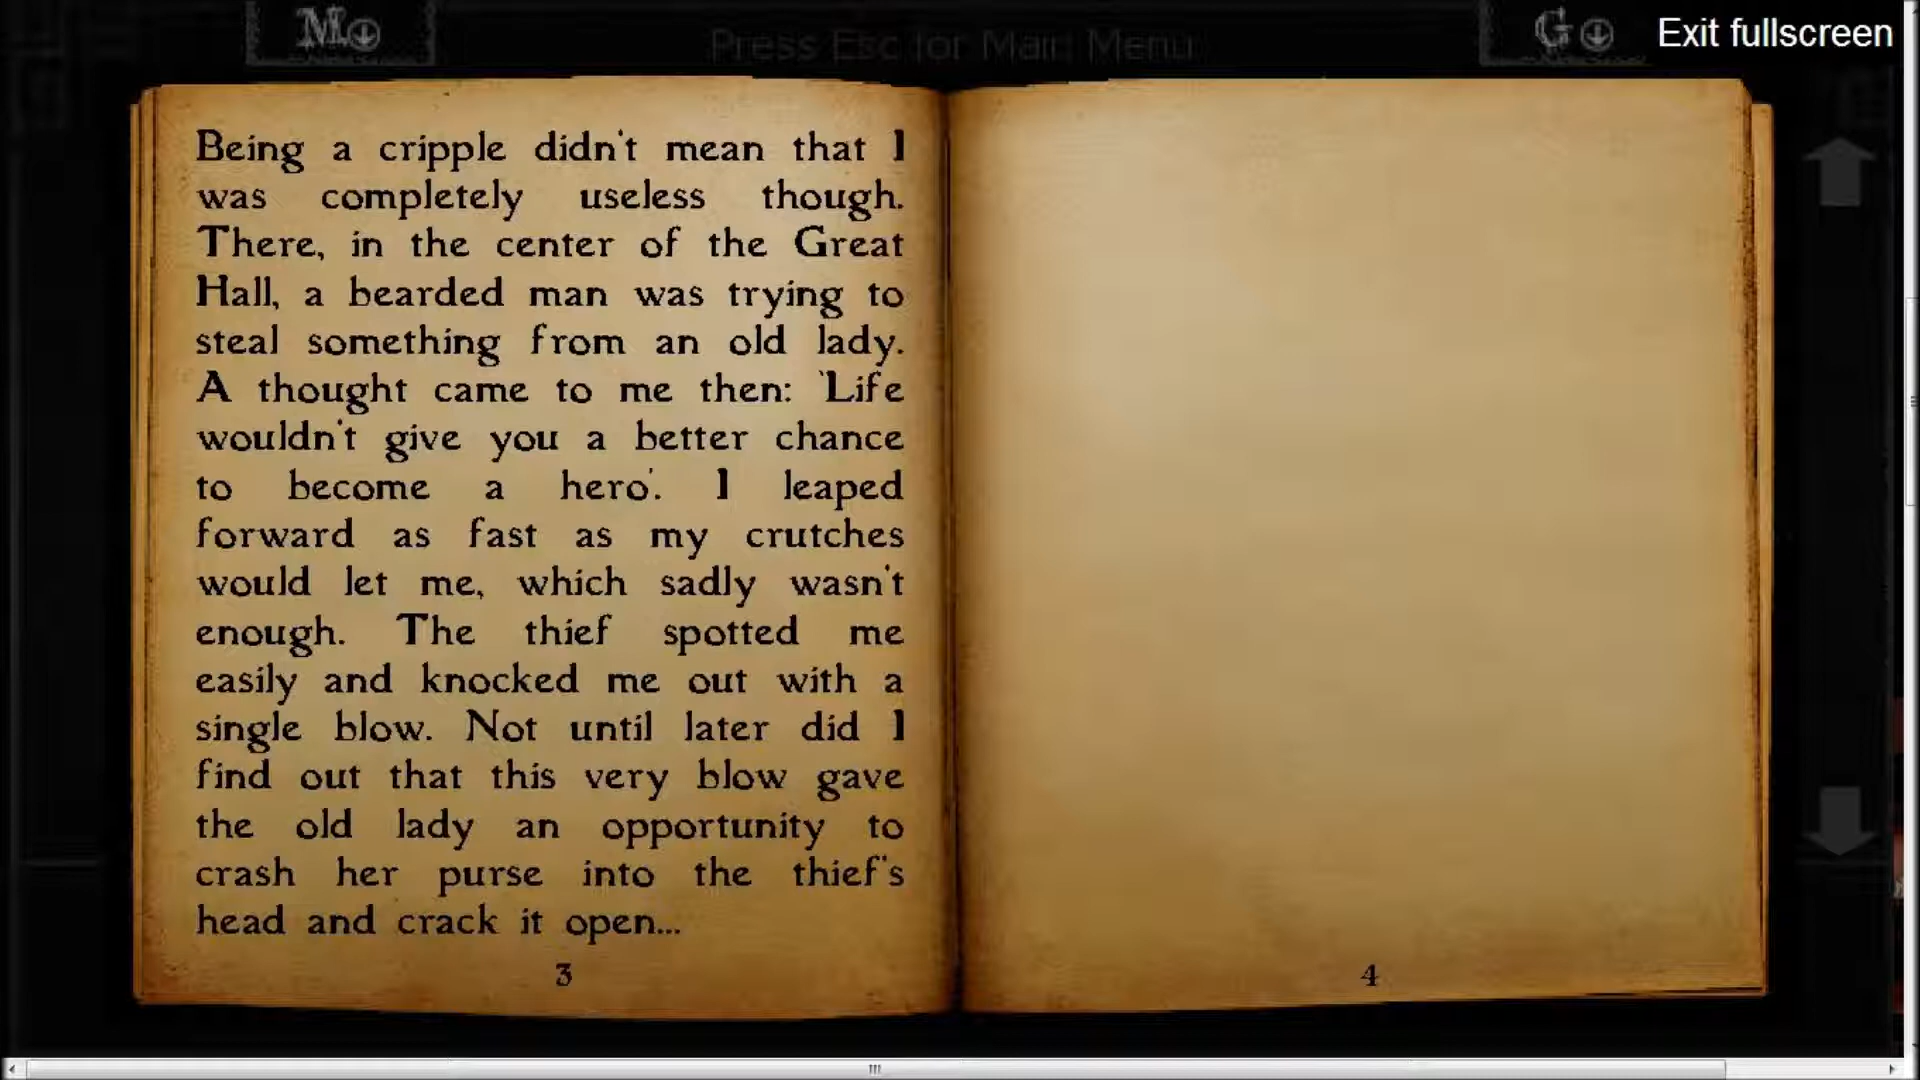 M
Press Esc for Main Menu
G
Exit fullscreen
Being a cripple didn't mean that I
was completely useless though.
There, in the center of the Great
Hall, a bearded man was trying to
steal something from an old lady.
A thought came to me then: 'Life
wouldn't give you a better chance
to become a hero'. I leaped
forward as fast as my crutches
would let me, which sadly wasn't
enough. The thief spotted me
easily and knocked me out with a
single blow. Not until later did I
find out that this very blow gave
the old lady an opportunity to
crash her purse into the thief's
head and crack it open...
3
4